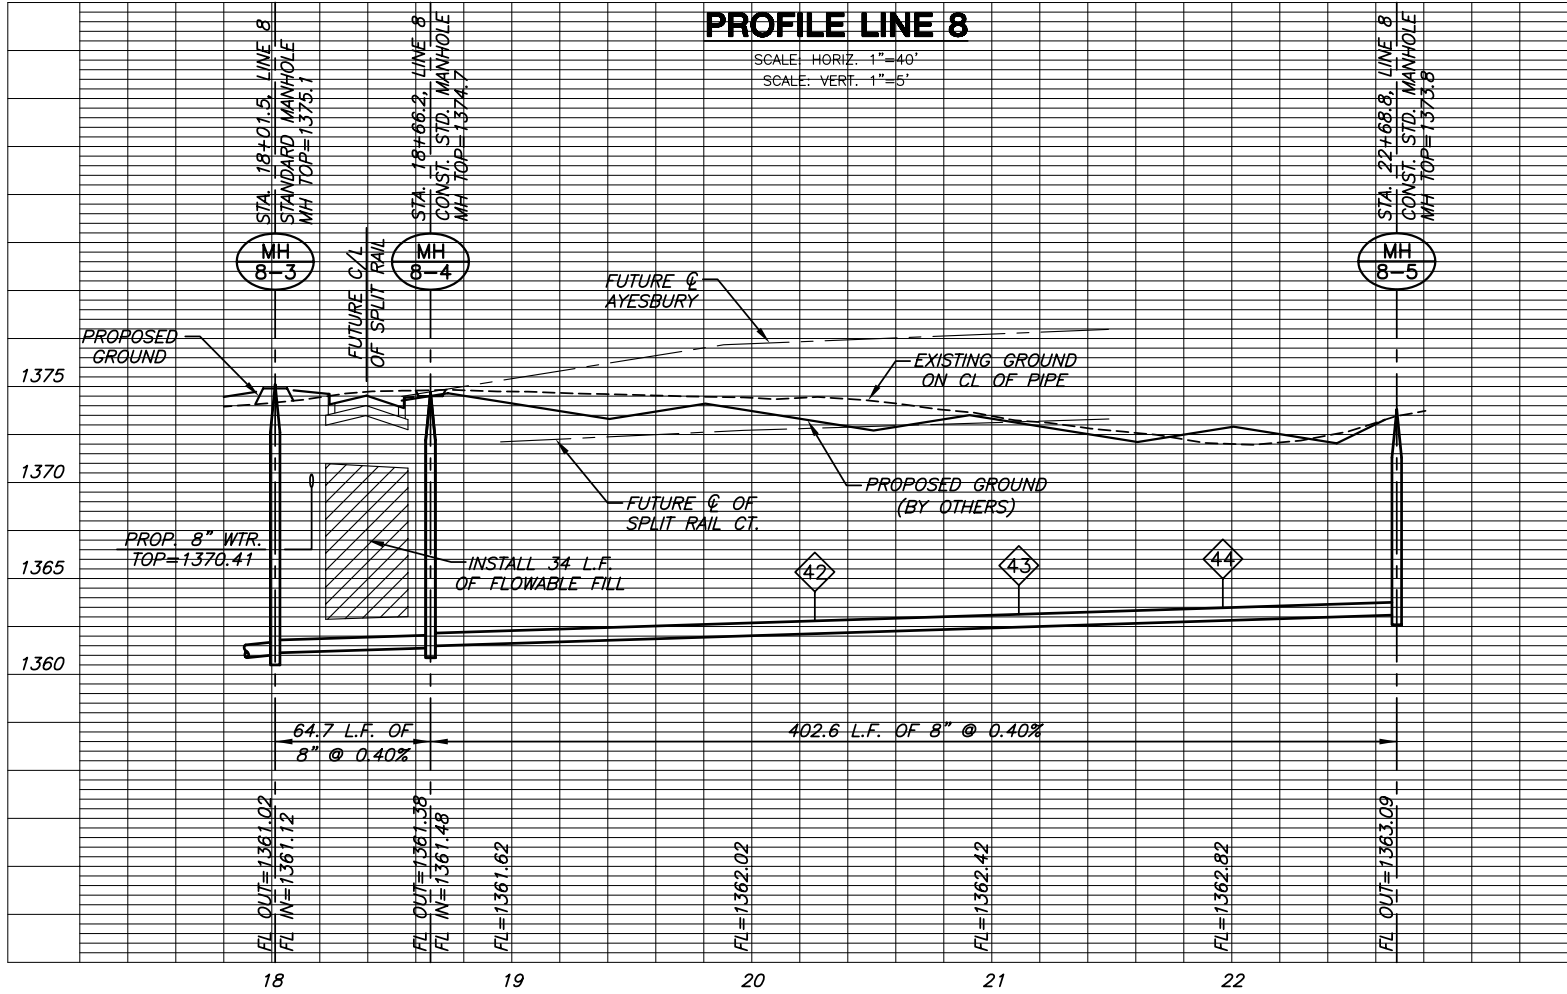 PROFILE LINE 8
SCALE: HORIZ. 1"=40'
SCALE: VERT. 1"=5'
STA. 18+01.5, LINE 8
STANDARD MANHOLE
MH TOP=1375.1
STA. 18+66.2, LINE 8
CONST. STD. MANHOLE
MH TOP=1374.7
STA. 22+68.8, LINE 8
CONST. STD. MANHOLE
MH TOP=1373.8
MH
8-3
MH
8-4
MH
8-5
FUTURE C/L
OF SPLIT RAIL
FUTURE ℄
AYESBURY
PROPOSED
GROUND
EXISTING GROUND
ON CL OF PIPE
1375
1370
1365
1360
PROPOSED GROUND
(BY OTHERS)
FUTURE ℄ OF
SPLIT RAIL CT.
PROP. 8" WTR.
TOP=1370.41
INSTALL 34 L.F.
OF FLOWABLE FILL
42
43
44
64.7 L.F. OF
8" @ 0.40%
402.6 L.F. OF 8" @ 0.40%
FL OUT=1361.02
FL IN=1361.12
FL OUT=1361.38
FL IN=1361.48
FL=1361.62
FL=1362.02
FL=1362.42
FL=1362.82
FL OUT=1363.09
18
19
20
21
22